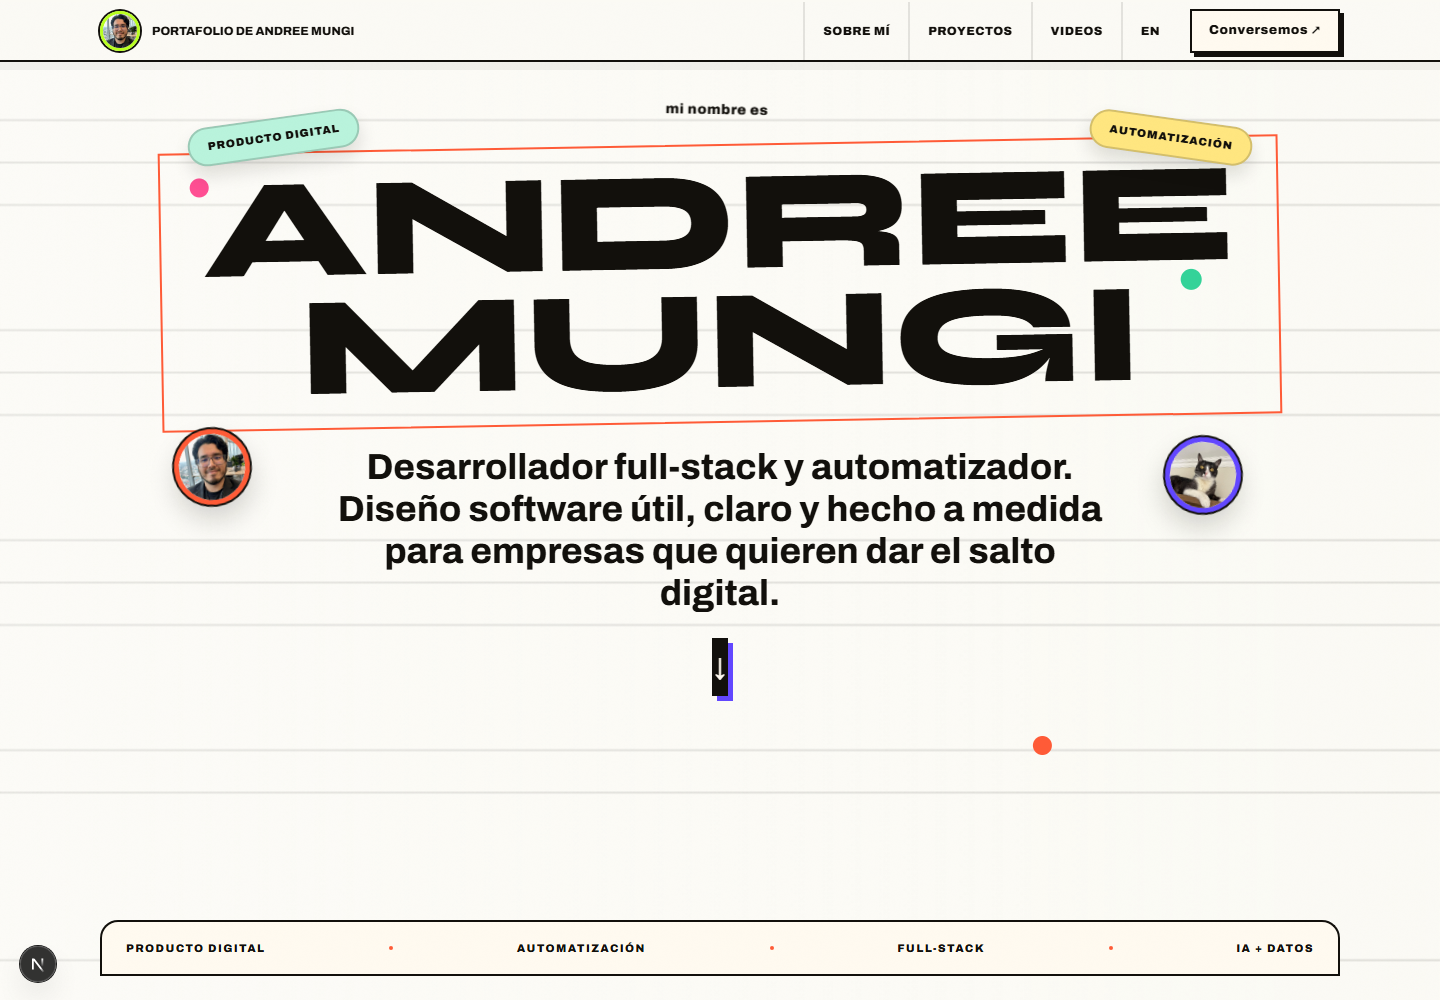 PORTAFOLIO DE ANDREE MUNGI
SOBRE MÍ
PROYECTOS
VIDEOS
EN
Conversemos ↗
mi nombre es
PRODUCTO DIGITAL
AUTOMATIZACIÓN
ANDREE
MUNGI
Desarrollador full-stack y automatizador.
Diseño software útil, claro y hecho a medida
para empresas que quieren dar el salto
digital.
↓
PRODUCTO DIGITAL
AUTOMATIZACIÓN
FULL-STACK
IA + DATOS
N